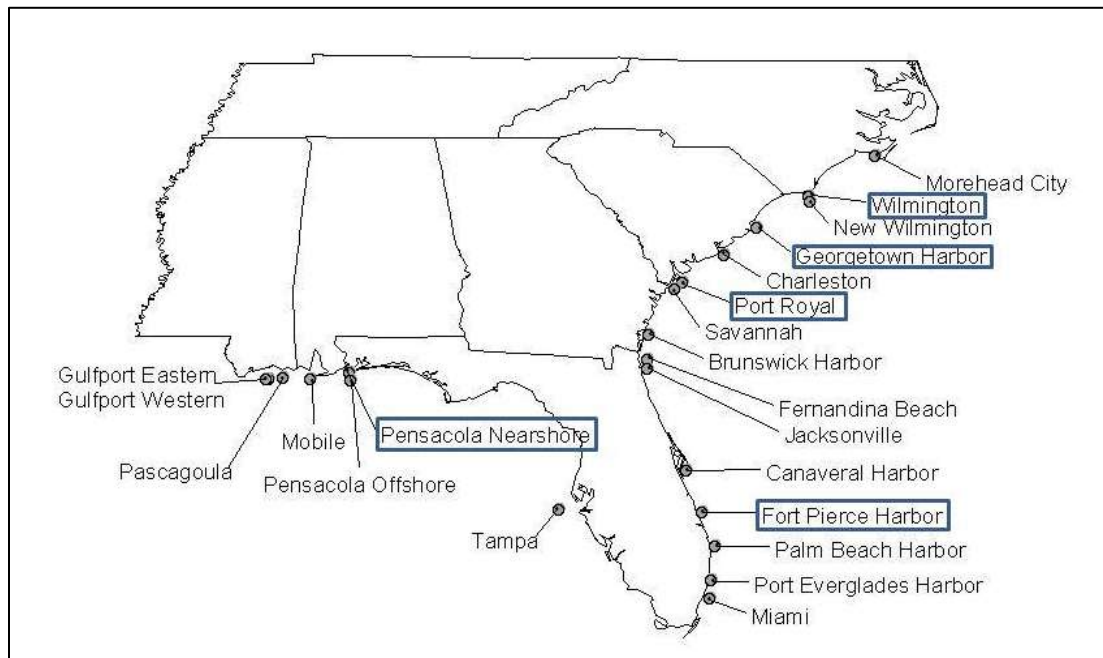 Morehead City
Wilmington
New Wilmington
Georgetown Harbor
Charleston
Port Royal
Savannah
Brunswick Harbor
Gulfport Eastern
Gulfport Western
Fernandina Beach
Jacksonville
Pensacola Nearshore
Mobile
Pascagoula
Pensacola Offshore
Canaveral Harbor
Fort Pierce Harbor
Tampa
Palm Beach Harbor
Port Everglades Harbor
Miami